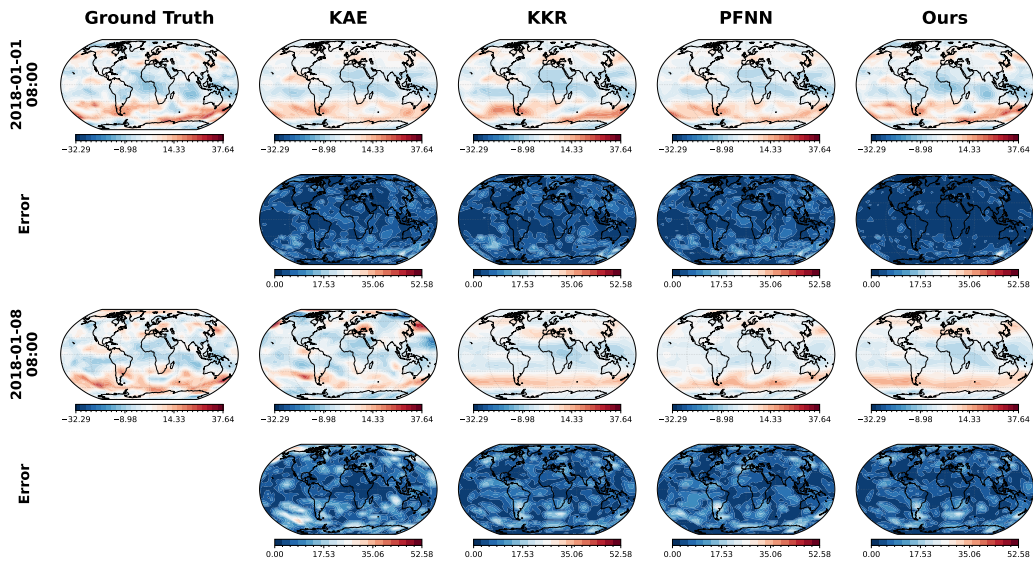 Ground Truth KAE KKR PFNN Ours
2018-01-01
08:00
−32.29 −8.98 14.33 37.64 −32.29 −8.98 14.33 37.64 −32.29 −8.98 14.33 37.64 −32.29 −8.98 14.33 37.64 −32.29 −8.98 14.33 37.64
Error
0.00 17.53 35.06 52.58 0.00 17.53 35.06 52.58 0.00 17.53 35.06 52.58 0.00 17.53 35.06 52.58
2018-01-08
08:00
−32.29 −8.98 14.33 37.64 −32.29 −8.98 14.33 37.64 −32.29 −8.98 14.33 37.64 −32.29 −8.98 14.33 37.64 −32.29 −8.98 14.33 37.64
Error
0.00 17.53 35.06 52.58 0.00 17.53 35.06 52.58 0.00 17.53 35.06 52.58 0.00 17.53 35.06 52.58